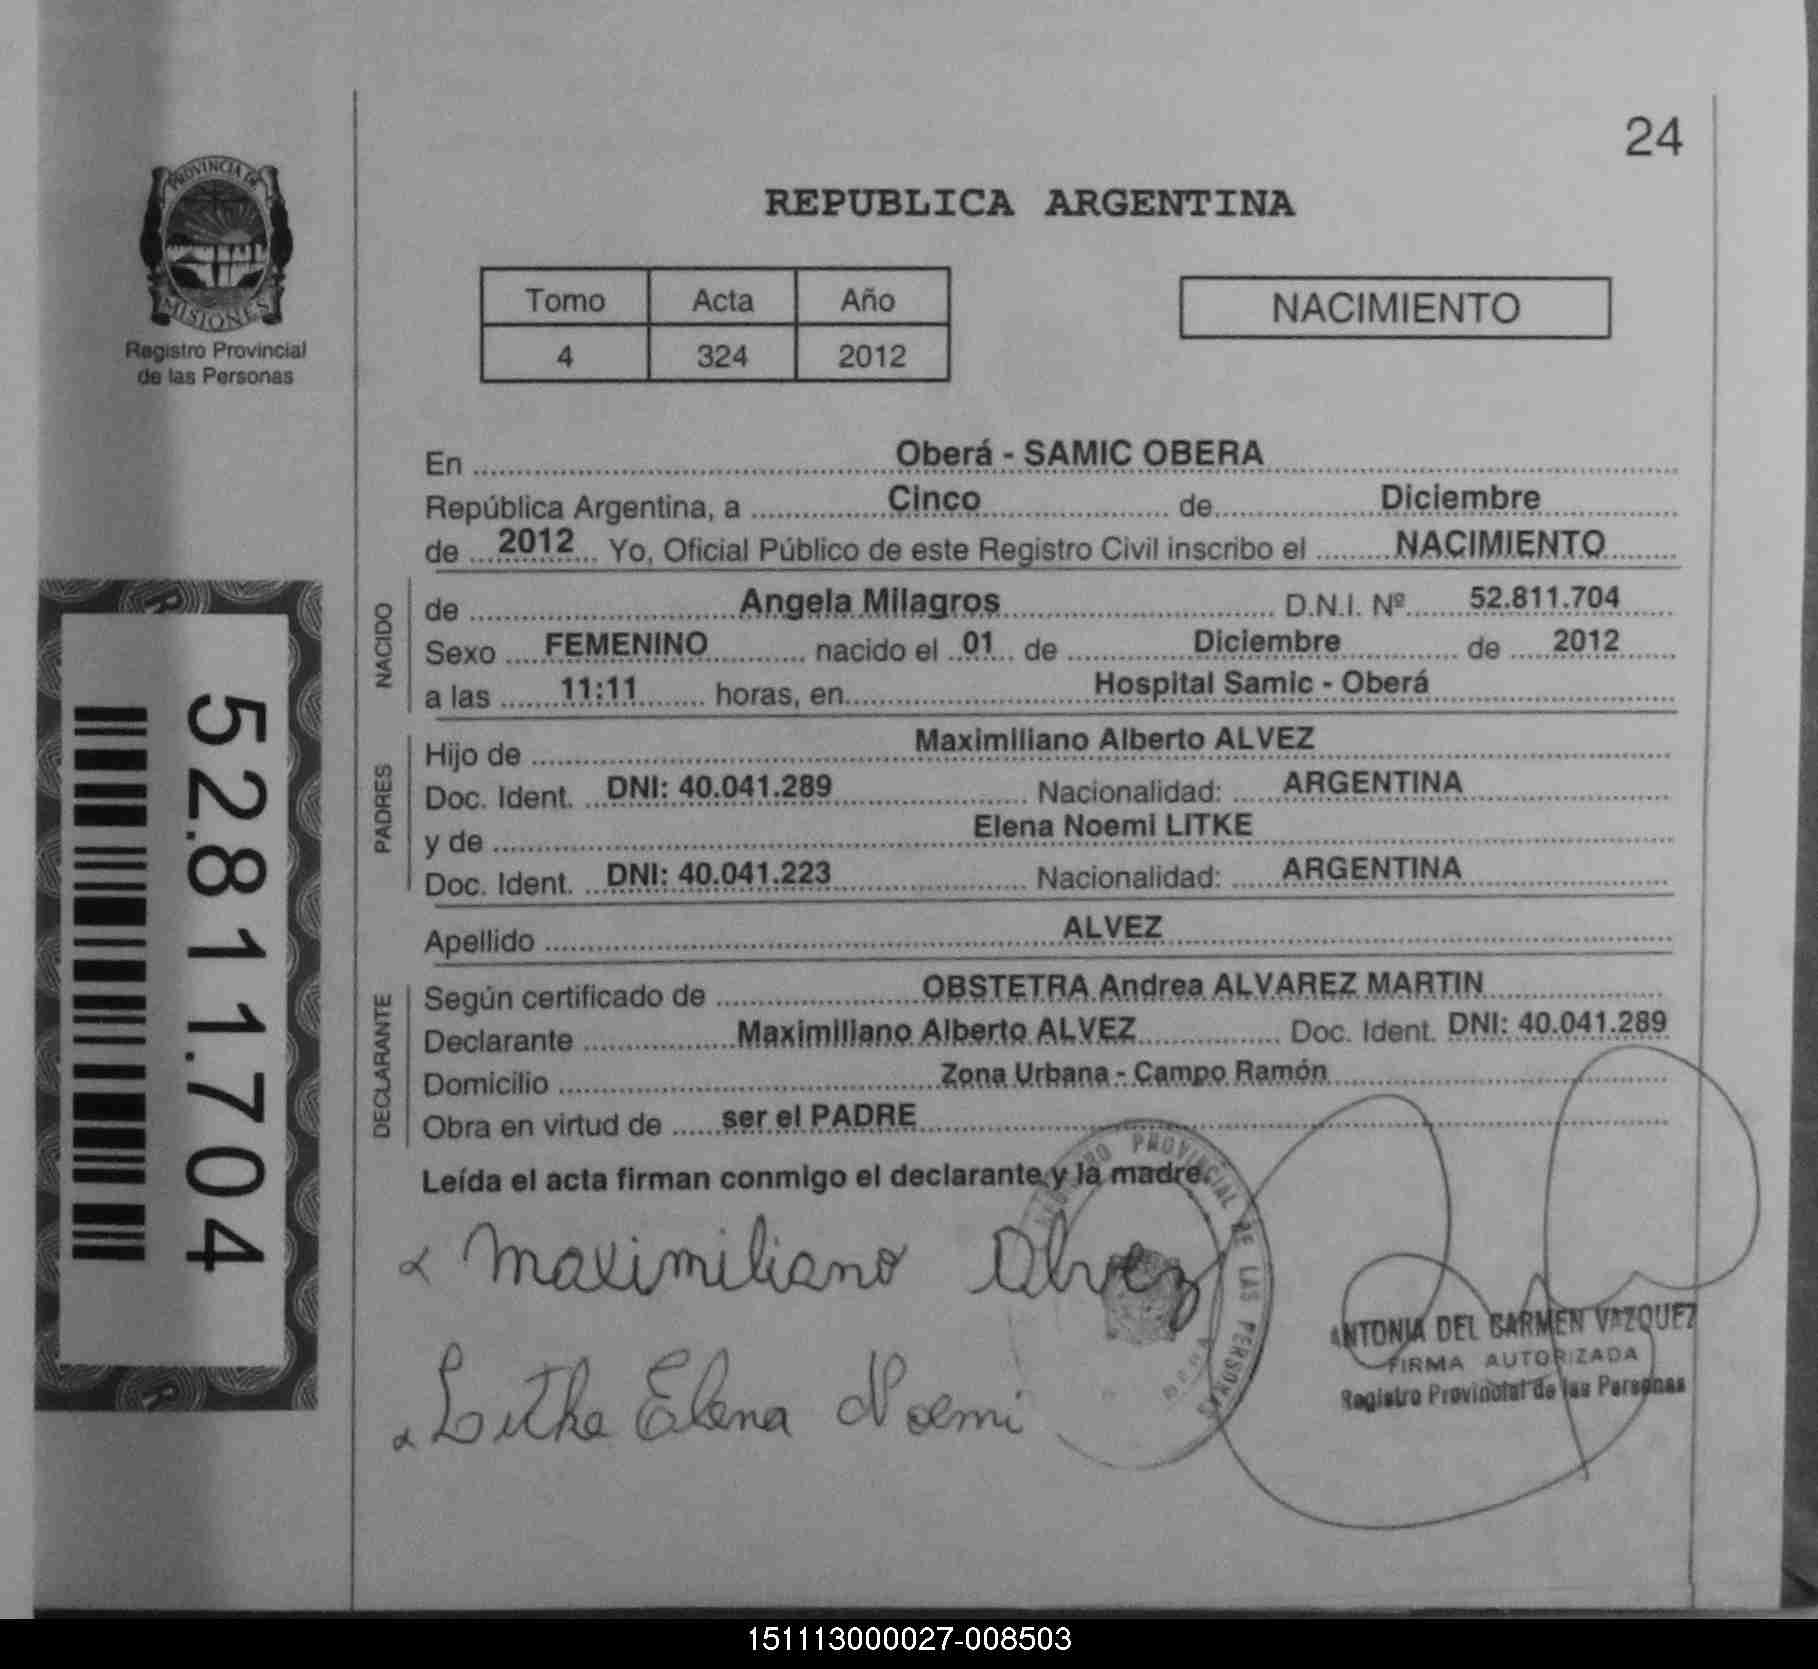 24
PROVINCIA DE
MISIONES
Registro Provincial
de las Personas
REPUBLICA ARGENTINA
Tomo Acta Año
4 324 2012
NACIMIENTO
En Oberá - SAMIC OBERA
República Argentina, a Cinco de Diciembre
de 2012 Yo, Oficial Público de este Registro Civil inscribo el NACIMIENTO
NACIDO
de Angela Milagros D.N.I. Nº 52.811.704
Sexo FEMENINO nacido el 01 de Diciembre de 2012
a las 11:11 horas, en Hospital Samic - Oberá
PADRES
Hijo de Maximiliano Alberto ALVEZ
Doc. Ident. DNI: 40.041.289 Nacionalidad: ARGENTINA
y de Elena Noemi LITKE
Doc. Ident. DNI: 40.041.223 Nacionalidad: ARGENTINA
Apellido ALVEZ
DECLARANTE
Según certificado de OBSTETRA Andrea ALVAREZ MARTIN
Declarante Maximiliano Alberto ALVEZ Doc. Ident. DNI: 40.041.289
Domicilio Zona Urbana - Campo Ramón
Obra en virtud de ser el PADRE
Leída el acta firman conmigo el declarante y la madre.
52.811.704
Maximiliano Alvez
Litke Elena Noemi
REGISTRO PROVINCIAL DE LAS PERSONAS
OBERA
ANTONIA DEL CARMEN VAZQUEZ
FIRMA AUTORIZADA
Registro Provincial de las Personas
151113000027-008503